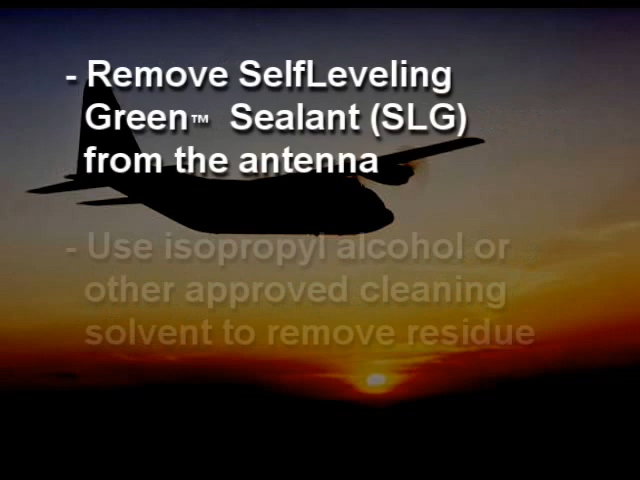 - Remove SelfLeveling
Green™ Sealant (SLG)
from the antenna
- Use isopropyl alcohol or
other approved cleaning
solvent to remove residue